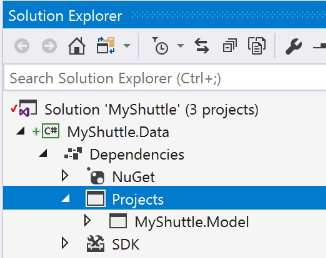 Solution Explorer
Search Solution Explorer (Ctrl+;)
Solution 'MyShuttle' (3 projects)
C# MyShuttle.Data
Dependencies
NuGet
Projects
MyShuttle.Model
SDK